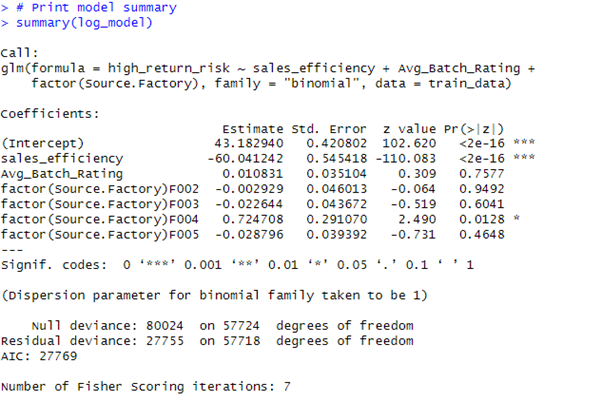 > # Print model summary
> summary(log_model)
Call:
glm(formula = high_return_risk ~ sales_efficiency + Avg_Batch_Rating +
    factor(Source.Factory), family = "binomial", data = train_data)
Coefficients:
                            Estimate Std. Error  z value Pr(>|z|)
(Intercept)                43.182940   0.420802  102.620   <2e-16 ***
sales_efficiency          -60.041242   0.545418 -110.083   <2e-16 ***
Avg_Batch_Rating            0.010831   0.035104    0.309   0.7577
factor(Source.Factory)F002 -0.002929   0.046013   -0.064   0.9492
factor(Source.Factory)F003 -0.022644   0.043672   -0.519   0.6041
factor(Source.Factory)F004  0.724708   0.291070    2.490   0.0128 *
factor(Source.Factory)F005 -0.028796   0.039392   -0.731   0.4648
---
Signif. codes:  0 ‘***’ 0.001 ‘**’ 0.01 ‘*’ 0.05 ‘.’ 0.1 ‘ ’ 1
(Dispersion parameter for binomial family taken to be 1)
    Null deviance: 80024  on 57724  degrees of freedom
Residual deviance: 27755  on 57718  degrees of freedom
AIC: 27769
Number of Fisher Scoring iterations: 7